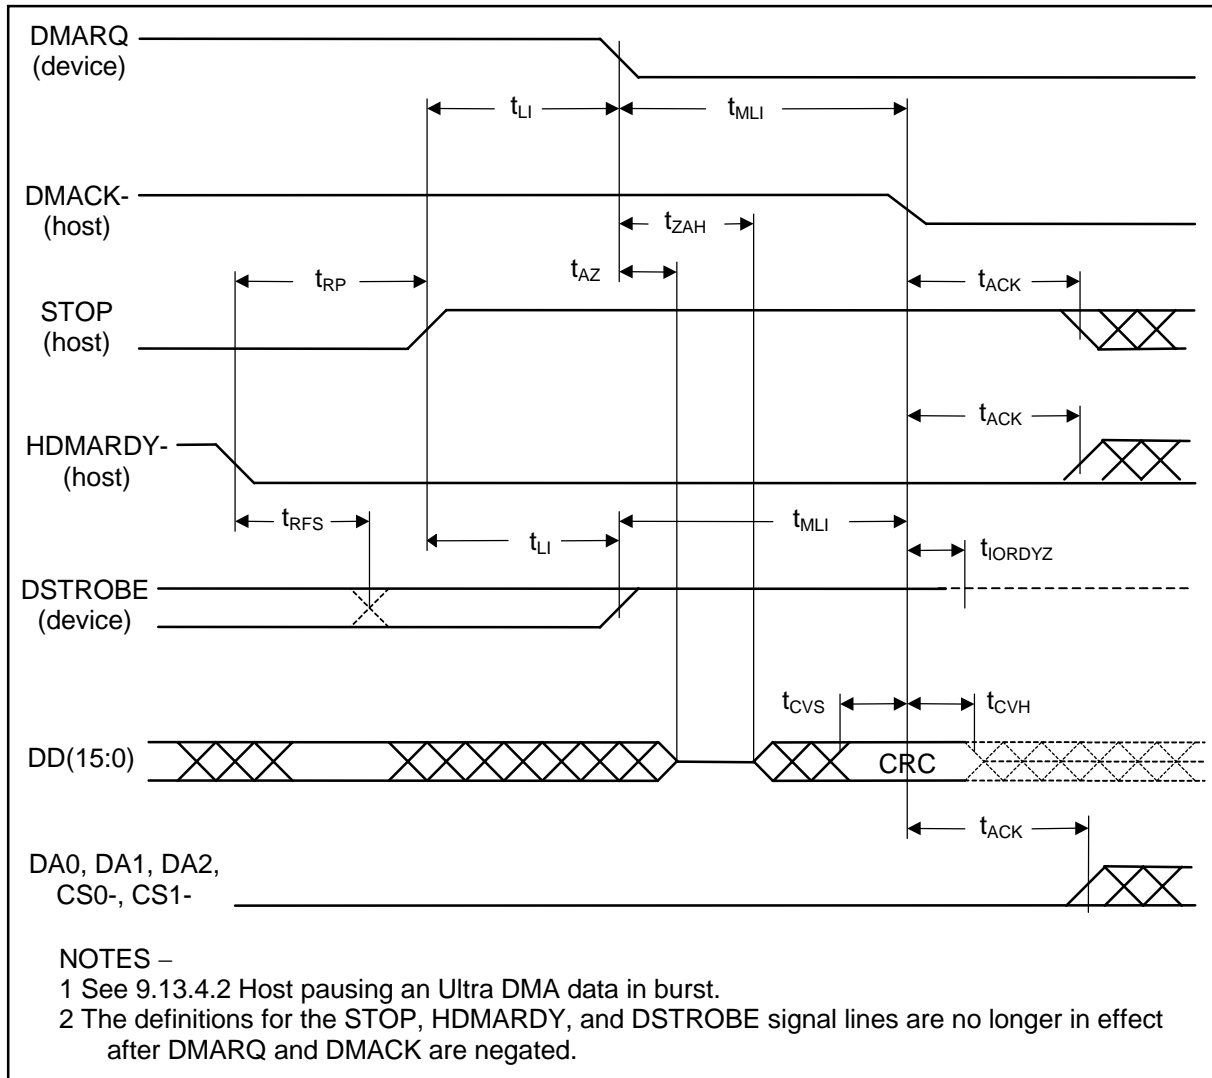 DMARQ
(device)
tLI
tMLI
DMACK-
(host)
tZAH
tAZ
tRP
tACK
STOP
(host)
tACK
HDMARDY-
(host)
tRFS
tLI
tMLI
tIORDYZ
DSTROBE
(device)
tCVS
tCVH
DD(15:0)
CRC
tACK
DA0, DA1, DA2,
CS0-, CS1-
NOTES –
1 See 9.13.4.2 Host pausing an Ultra DMA data in burst.
2 The definitions for the STOP, HDMARDY, and DSTROBE signal lines are no longer in effect
after DMARQ and DMACK are negated.